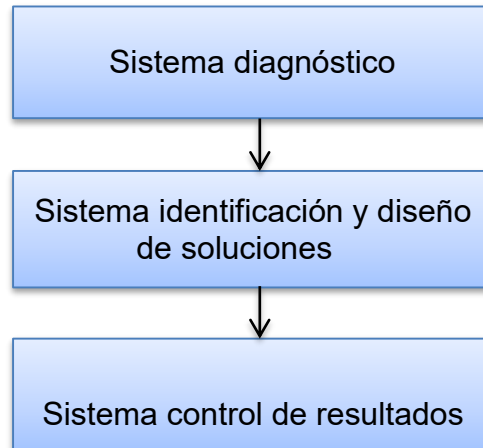 Sistema diagnóstico
Sistema identificación y diseño
de soluciones
Sistema control de resultados